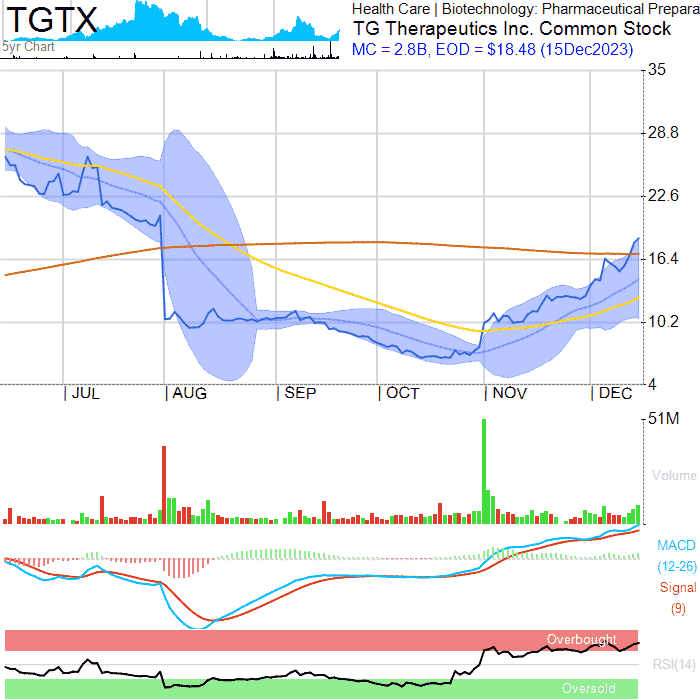 TGTX
5yr Chart
Health Care | Biotechnology: Pharmaceutical Prepara
TG Therapeutics Inc. Common Stock
MC = 2.8B, EOD = $18.48 (15Dec2023)
35
28.8
22.6
16.4
10.2
4
| JUL | AUG | SEP | OCT | NOV | DEC
51M
Volume
MACD
(12-26)
Signal
(9)
Overbought
RSI(14)
Oversold